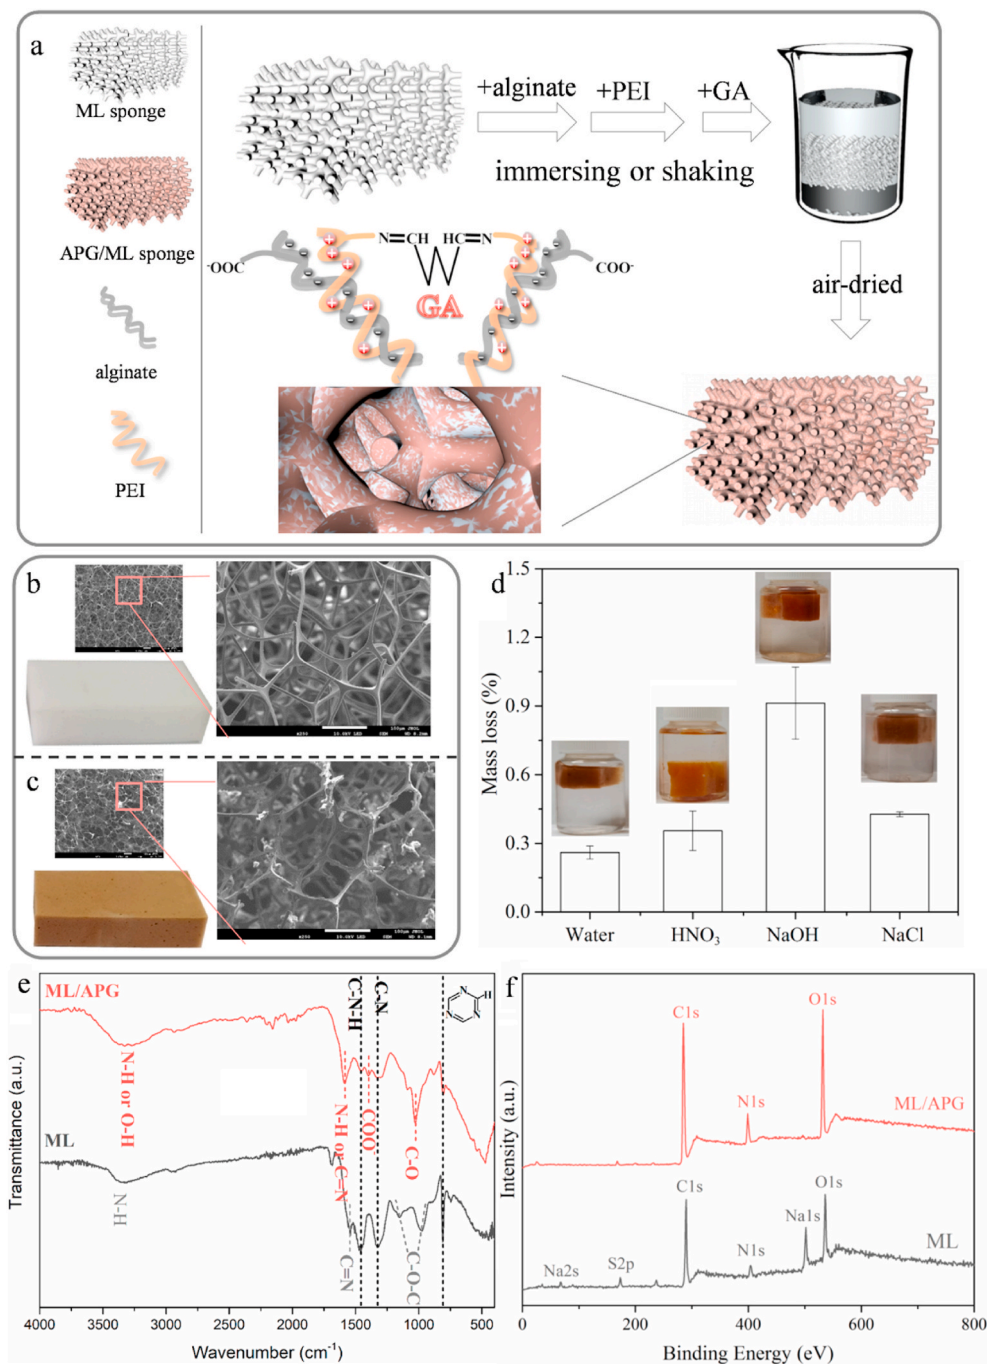 a
ML sponge
APG/ML sponge
alginate
PEI
+alginate
+PEI
+GA
immersing or shaking
N=CH
HC=N
-OOC
COO-
GA
air-dried
b
100μm JEOL
c
d
Mass loss (%)
1.5
1.2
0.9
0.6
0.3
0.0
Water
HNO3
NaOH
NaCl
e
ML/APG
C-N-H
C-N
N
H
N
N
N-H or O-H
N-H or C=N
COO
C-O
ML
N-H
C=N
C-O-C
Transmittance (a.u.)
4000
3500
3000
2500
2000
1500
1000
500
Wavenumber (cm-1)
f
C1s
O1s
N1s
ML/APG
C1s
O1s
Na1s
N1s
ML
Na2s
S2p
Intensity (a.u.)
0
200
400
600
800
Binding Energy (eV)